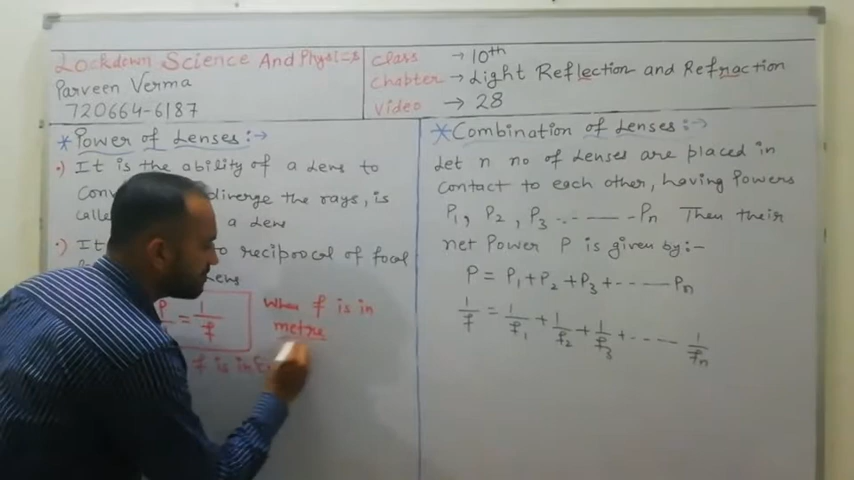 Lockdown Science And Physics
Parveen Verma
720664-6187
class → 10th
chapter → Light Reflection and Refraction
Video → 28
*Power of Lenses:→
•) It is the ability of a Lens to
diverge the rays, is
a Lens
•) It
to reciprocal of focal
Lens
P = 1/f
When f is in
metre
f is in
*Combination of Lenses:→
Let n no of Lenses are placed in
contact to each other, having Powers
P1, P2, P3 ...--- Pn Then their
net Power P is given by:-
P = P1+P2+P3+-----Pn
1/f = 1/f1 + 1/f2 + 1/f3 +----- 1/fn